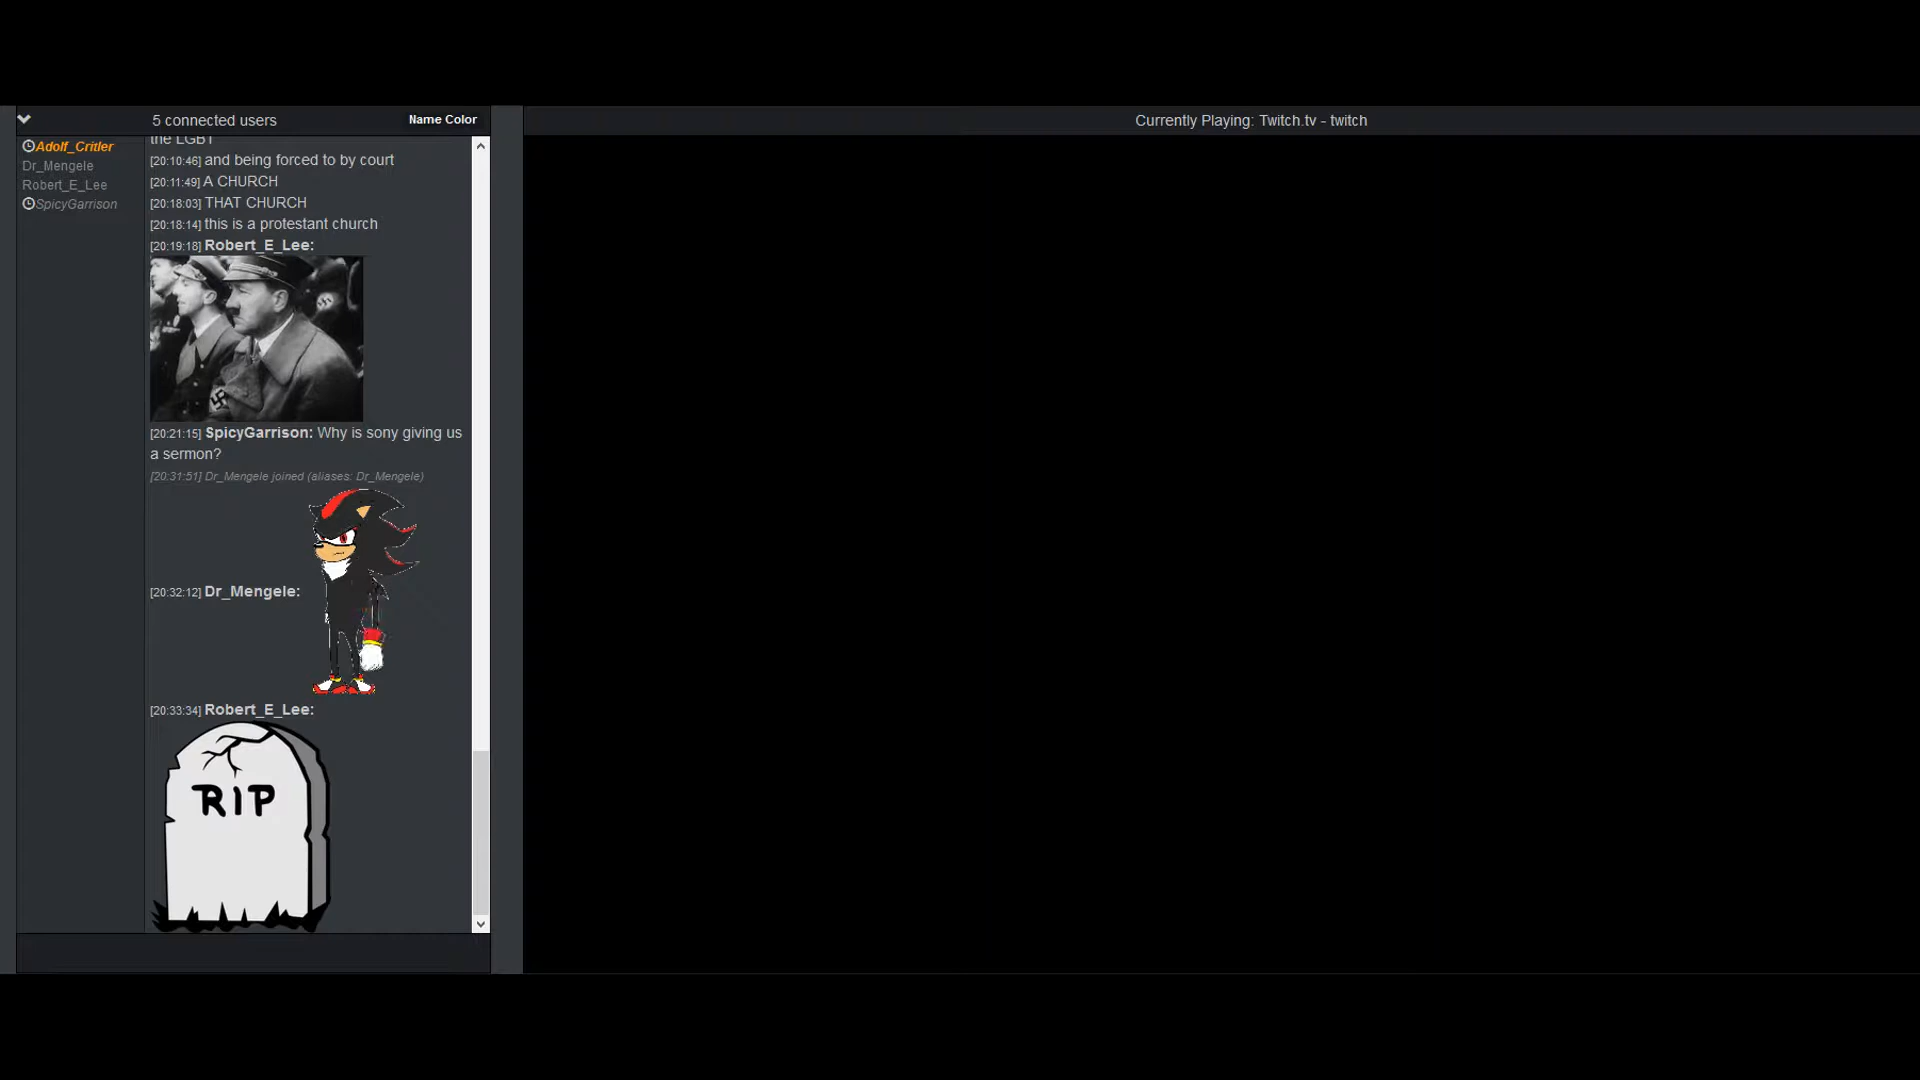 5 connected users
Name Color
Currently Playing: Twitch.tv - twitch
Adolf_Critler
Dr_Mengele
Robert_E_Lee
SpicyGarrison
the LGBT
[20:10:46] and being forced to by court
[20:11:49] A CHURCH
[20:18:03] THAT CHURCH
[20:18:14] this is a protestant church
[20:19:18] Robert_E_Lee:
[20:21:15] SpicyGarrison: Why is sony giving us
a sermon?
[20:31:51] Dr_Mengele joined (aliases: Dr_Mengele)
[20:32:12] Dr_Mengele:
[20:33:34] Robert_E_Lee:
RIP